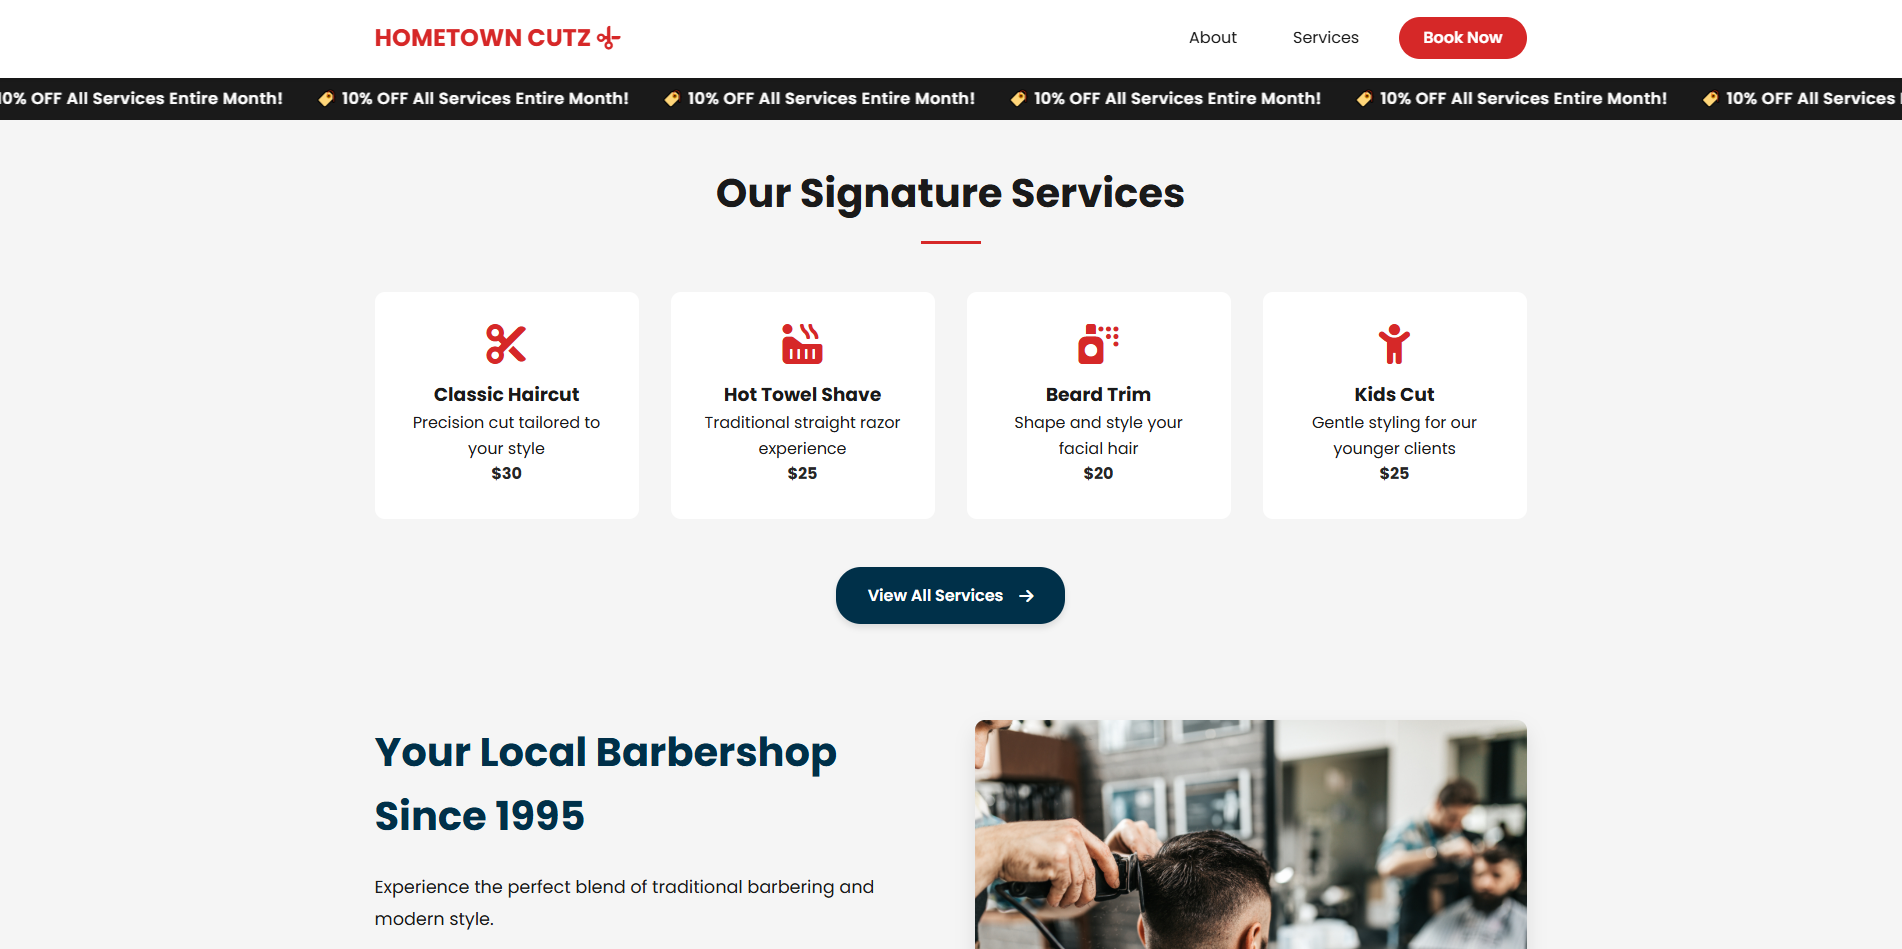 HOMETOWN CUTZ
About Services Book Now
10% OFF All Services Entire Month! 10% OFF All Services Entire Month! 10% OFF All Services Entire Month! 10% OFF All Services Entire Month! 10% OFF All Services Entire Month! 10% OFF All Services
Our Signature Services
Classic Haircut
Precision cut tailored to
your style
$30
Hot Towel Shave
Traditional straight razor
experience
$25
Beard Trim
Shape and style your
facial hair
$20
Kids Cut
Gentle styling for our
younger clients
$25
View All Services
Your Local Barbershop
Since 1995
Experience the perfect blend of traditional barbering and
modern style.